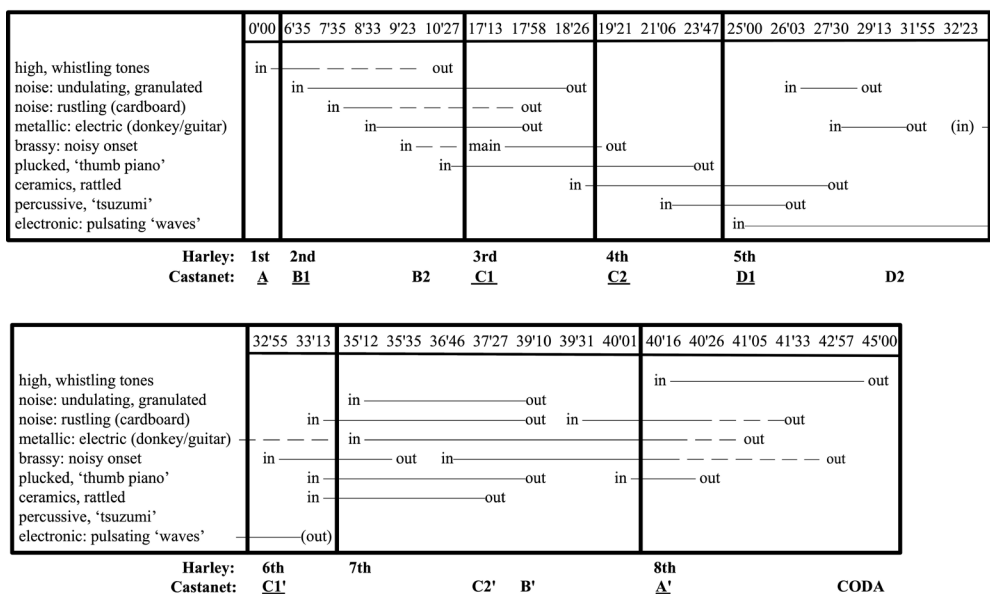 0'00 6'35 7'35 8'33 9'23 10'27 17'13 17'58 18'26 19'21 21'06 23'47 25'00 26'03 27'30 29'13 31'55 32'23
high, whistling tones in out
noise: undulating, granulated in out in out
noise: rustling (cardboard) in out
metallic: electric (donkey/guitar) in out in out (in)
brassy: noisy onset in main out
plucked, ‘thumb piano’ in out
ceramics, rattled in out
percussive, ‘tsuzumi’ in out
electronic: pulsating ‘waves’ in
Harley: 1st 2nd 3rd 4th 5th
Castanet: A B1 B2 C1 C2 D1 D2
32'55 33'13 35'12 35'35 36'46 37'27 39'10 39'31 40'01 40'16 40'26 41'05 41'33 42'57 45'00
high, whistling tones in out
noise: undulating, granulated in out
noise: rustling (cardboard) in out in out
metallic: electric (donkey/guitar) in out
brassy: noisy onset in out in out
plucked, ‘thumb piano’ in out in out
ceramics, rattled in out
percussive, ‘tsuzumi’
electronic: pulsating ‘waves’ (out)
Harley: 6th 7th 8th
Castanet: C1' C2' B' A' CODA